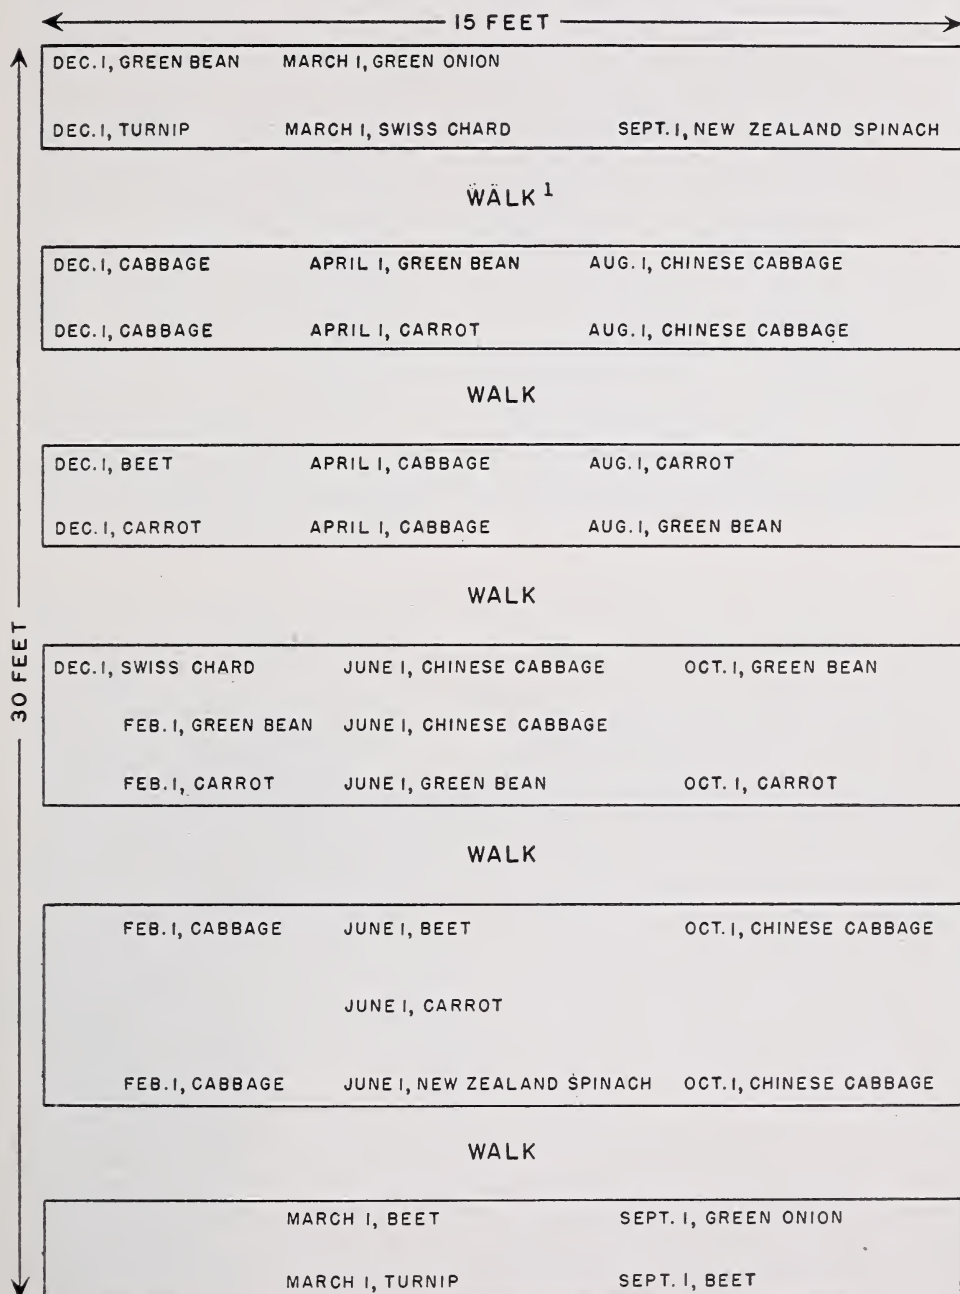 15 FEET
DEC. 1, GREEN BEAN MARCH 1, GREEN ONION
DEC. 1, TURNIP MARCH 1, SWISS CHARD SEPT. 1, NEW ZEALAND SPINACH
WALK 1
DEC. 1, CABBAGE APRIL 1, GREEN BEAN AUG. 1, CHINESE CABBAGE
DEC. 1, CABBAGE APRIL 1, CARROT AUG. 1, CHINESE CABBAGE
WALK
DEC. 1, BEET APRIL 1, CABBAGE AUG. 1, CARROT
DEC. 1, CARROT APRIL 1, CABBAGE AUG. 1, GREEN BEAN
WALK
30 FEET
DEC. 1, SWISS CHARD JUNE 1, CHINESE CABBAGE OCT. 1, GREEN BEAN
FEB. 1, GREEN BEAN JUNE 1, CHINESE CABBAGE
FEB. 1, CARROT JUNE 1, GREEN BEAN OCT. 1, CARROT
WALK
FEB. 1, CABBAGE JUNE 1, BEET OCT. 1, CHINESE CABBAGE
JUNE 1, CARROT
FEB. 1, CABBAGE JUNE 1, NEW ZEALAND SPINACH OCT. 1, CHINESE CABBAGE
WALK
MARCH 1, BEET SEPT. 1, GREEN ONION
MARCH 1, TURNIP SEPT. 1, BEET